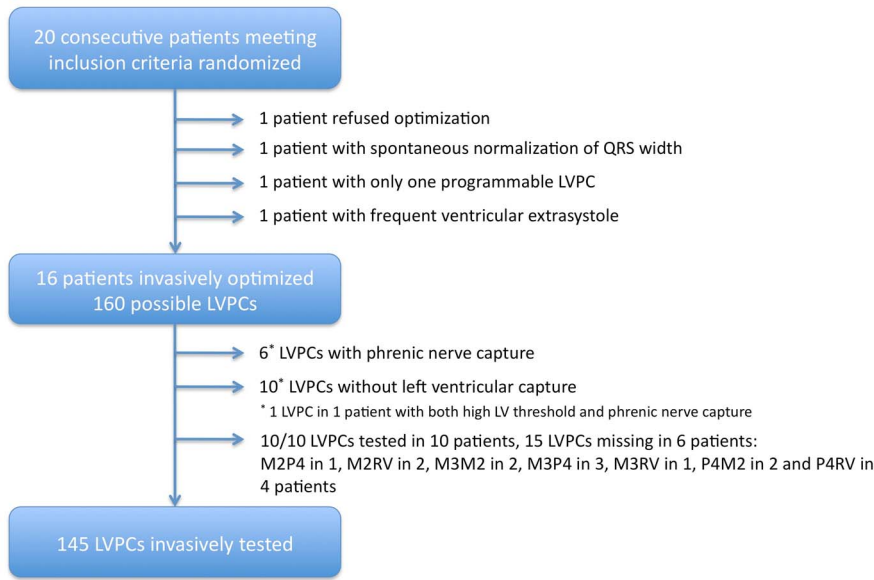 20 consecutive patients meeting
inclusion criteria randomized
1 patient refused optimization
1 patient with spontaneous normalization of QRS width
1 patient with only one programmable LVPC
1 patient with frequent ventricular extrasystole
16 patients invasively optimized
160 possible LVPCs
6* LVPCs with phrenic nerve capture
10* LVPCs without left ventricular capture
* 1 LVPC in 1 patient with both high LV threshold and phrenic nerve capture
10/10 LVPCs tested in 10 patients, 15 LVPCs missing in 6 patients:
M2P4 in 1, M2RV in 2, M3M2 in 2, M3P4 in 3, M3RV in 1, P4M2 in 2 and P4RV in
4 patients
145 LVPCs invasively tested